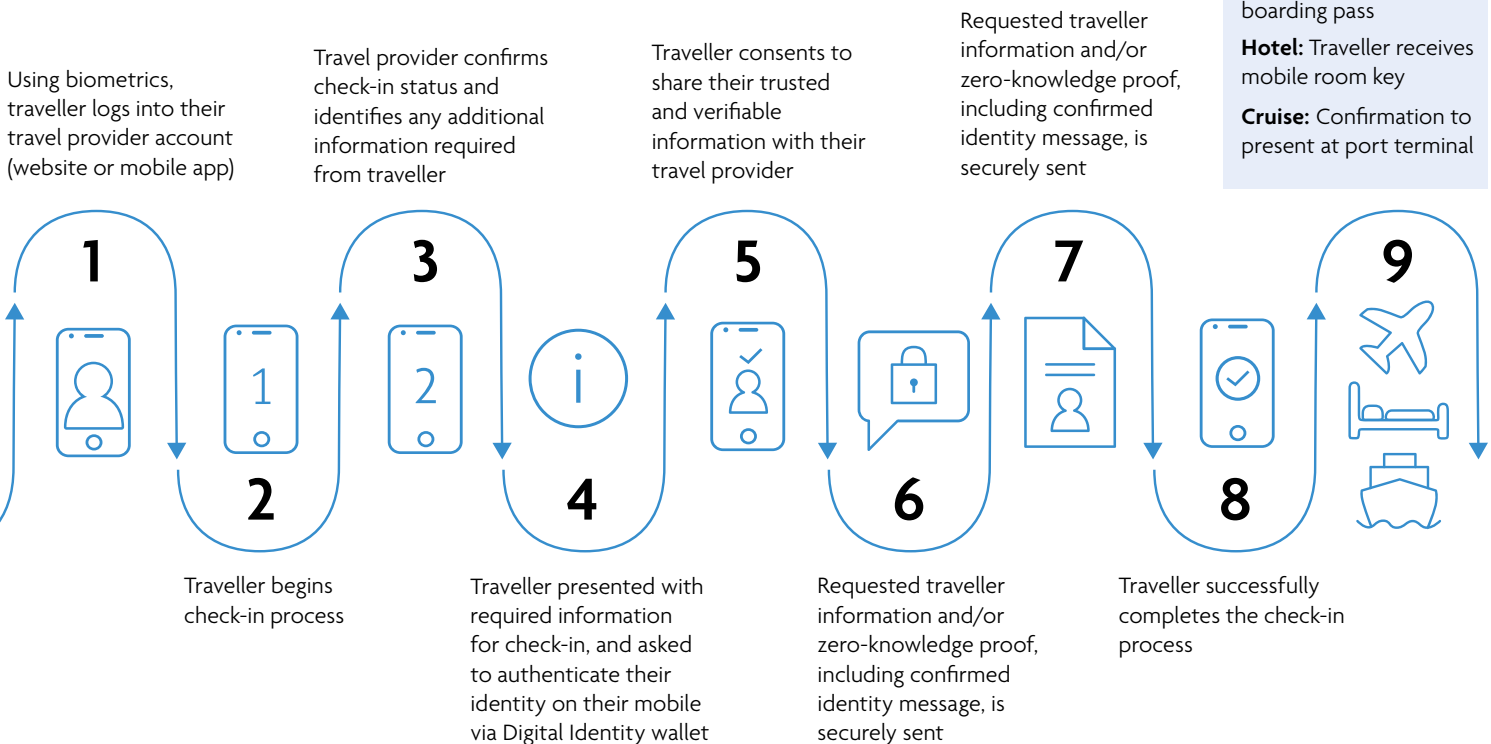 Using biometrics,
traveller logs into their
travel provider account
(website or mobile app)
1
1
Traveller begins
check-in process
2
Travel provider confirms
check-in status and
identifies any additional
information required
from traveller
3
2
Traveller presented with
required information
for check-in, and asked
to authenticate their
identity on their mobile
via Digital Identity wallet
4
i
Traveller consents to
share their trusted
and verifiable
information with their
travel provider
5
6
Requested traveller
information and/or
zero-knowledge proof,
including confirmed
identity message, is
securely sent
Requested traveller
information and/or
zero-knowledge proof,
including confirmed
identity message, is
securely sent
7
8
Traveller successfully
completes the check-in
process
boarding pass
Hotel: Traveller receives
mobile room key
Cruise: Confirmation to
present at port terminal
9